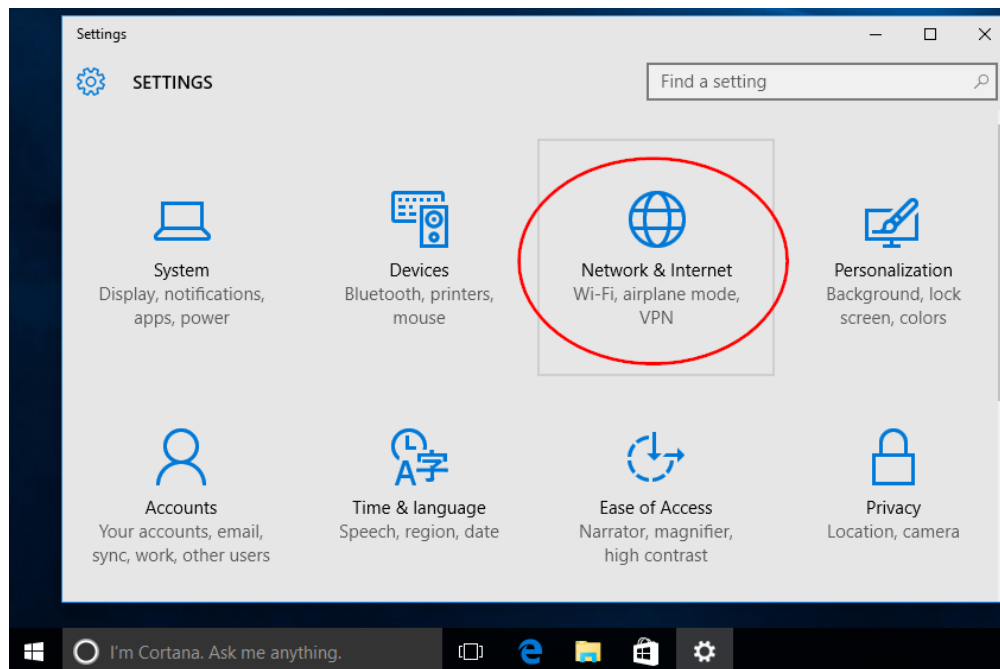 Settings
SETTINGS
Find a setting
System
Display, notifications,
apps, power
Devices
Bluetooth, printers,
mouse
Network & Internet
Wi-Fi, airplane mode,
VPN
Personalization
Background, lock
screen, colors
Accounts
Your accounts, email,
sync, work, other users
A字
Time & language
Speech, region, date
Ease of Access
Narrator, magnifier,
high contrast
Privacy
Location, camera
I'm Cortana. Ask me anything.